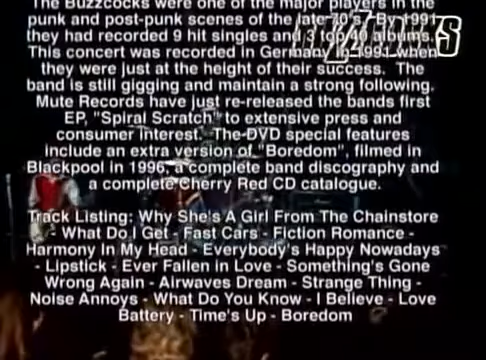 The Buzzcocks were one of the major players in the
punk and post-punk scenes of the late 70's. By 1991
they had recorded 9 hit singles and 3 top 40 albums.
This concert was recorded in Germany in 1991 when
they were just at the height of their success. The
band is still gigging and maintain a strong following.
Mute Records have just re-released the bands first
EP, "Spiral Scratch" to extensive press and
consumer interest. The DVD special features
include an extra version of "Boredom", filmed in
Blackpool in 1996, a complete band discography and
a complete Cherry Red CD catalogue.
Track Listing: Why She's A Girl From The Chainstore
- What Do I Get - Fast Cars - Fiction Romance -
Harmony In My Head - Everybody's Happy Nowadays
- Lipstick - Ever Fallen in Love - Something's Gone
Wrong Again - Airwaves Dream - Strange Thing -
Noise Annoys - What Do You Know - I Believe - Love
Battery - Time's Up - Boredom